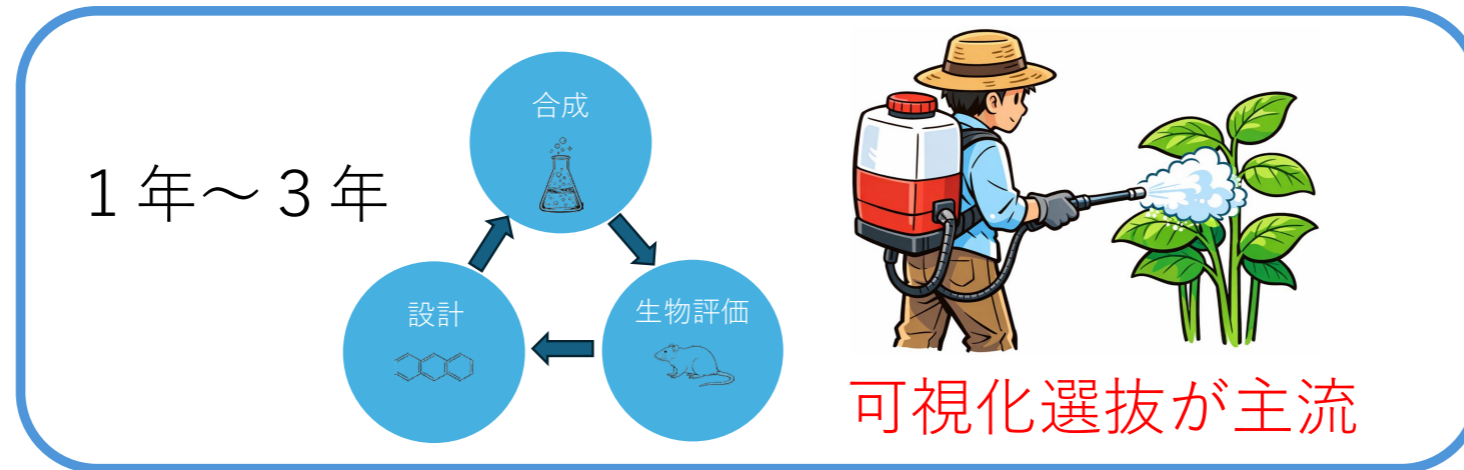 1年~3年
合成
設計
生物評価
可視化選抜が主流